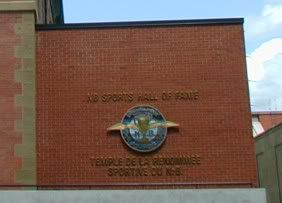 NB SPORTS HALL OF FAME
TEMPLE DE LA RENOMMÉE
SPORTIVE DU N-B